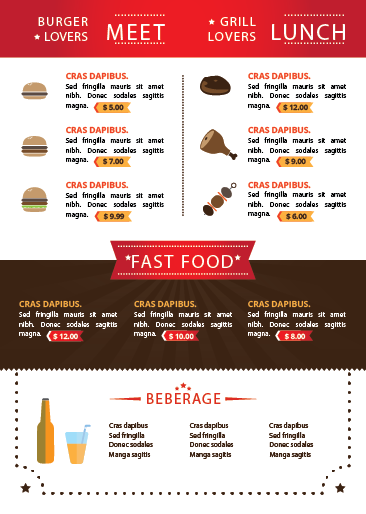 BURGER
LOVERS
MEET
GRILL
LOVERS
LUNCH
CRAS DAPIBUS.
Sed fringilla mauris sit amet
nibh. Donec sodales sagittis
magna. $ 5.00
CRAS DAPIBUS.
Sed fringilla mauris sit amet
nibh. Donec sodales sagittis
magna. $ 7.00
CRAS DAPIBUS.
Sed fringilla mauris sit amet
nibh. Donec sodales sagittis
magna. $ 9.99
CRAS DAPIBUS.
Sed fringilla mauris sit amet
nibh. Donec sodales sagittis
magna. $ 12.00
CRAS DAPIBUS.
Sed fringilla mauris sit amet
nibh. Donec sodales sagittis
magna. $ 9.00
CRAS DAPIBUS.
Sed fringilla mauris sit amet
nibh. Donec sodales sagittis
magna. $ 6.00
FAST FOOD
CRAS DAPIBUS.
Sed fringilla mauris sit amet
nibh. Donec sodales sagittis
magna. $ 12.00
CRAS DAPIBUS.
Sed fringilla mauris sit amet
nibh. Donec sodales sagittis
magna. $ 10.00
CRAS DAPIBUS.
Sed fringilla mauris sit amet
nibh. Donec sodales sagittis
magna. $ 8.00
BEBERAGE
Cras dapibus
Sed fringilla
Donec sodales
Manga sagitis
Cras dapibus
Sed fringilla
Donec sodales
Manga sagitis
Cras dapibus
Sed fringilla
Donec sodales
Manga sagitis